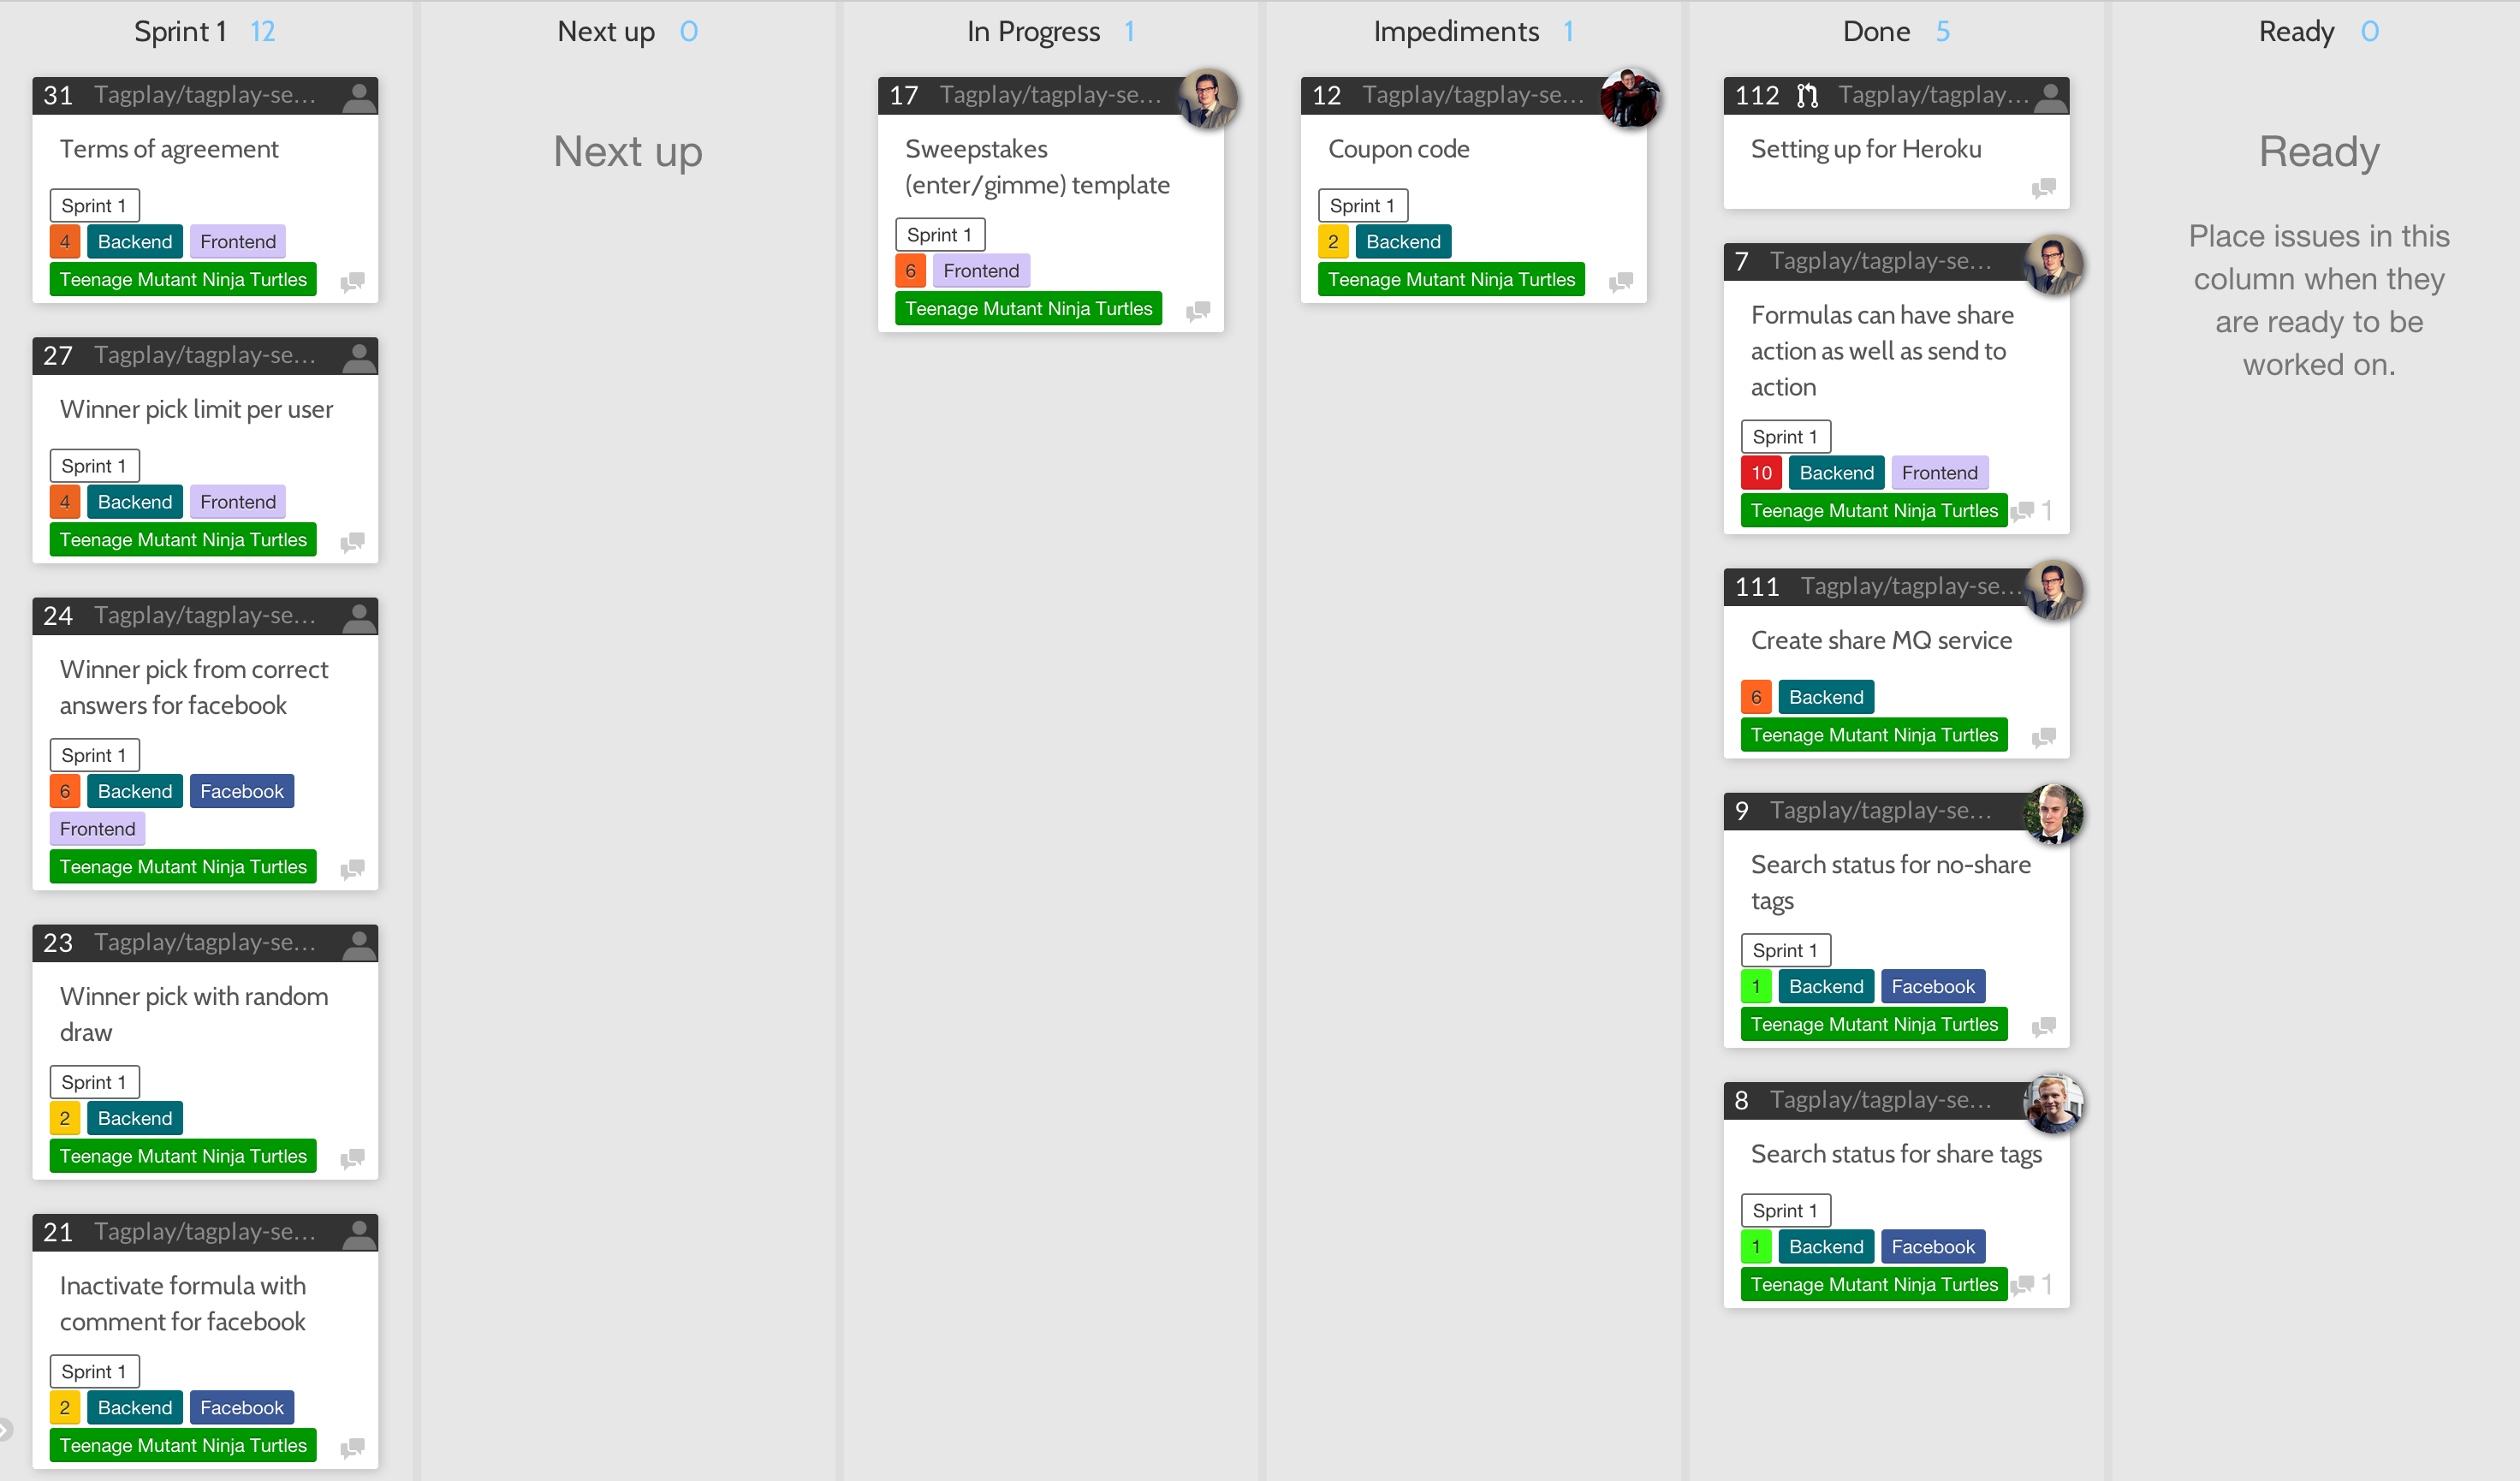 Sprint 1 12
31 Tagplay/tagplay-se...
Terms of agreement
Sprint 1
4 Backend Frontend
Teenage Mutant Ninja Turtles
27 Tagplay/tagplay-se...
Winner pick limit per user
Sprint 1
4 Backend Frontend
Teenage Mutant Ninja Turtles
24 Tagplay/tagplay-se...
Winner pick from correct
answers for facebook
Sprint 1
6 Backend Facebook
Frontend
Teenage Mutant Ninja Turtles
23 Tagplay/tagplay-se...
Winner pick with random
draw
Sprint 1
2 Backend
Teenage Mutant Ninja Turtles
21 Tagplay/tagplay-se...
Inactivate formula with
comment for facebook
Sprint 1
2 Backend Facebook
Teenage Mutant Ninja Turtles
Next up 0
Next up
In Progress 1
17 Tagplay/tagplay-se...
Sweepstakes
(enter/gimme) template
Sprint 1
6 Frontend
Teenage Mutant Ninja Turtles
Impediments 1
12 Tagplay/tagplay-se...
Coupon code
Sprint 1
2 Backend
Teenage Mutant Ninja Turtles
Done 5
112 Tagplay/tagplay...
Setting up for Heroku
7 Tagplay/tagplay-se...
Formulas can have share
action as well as send to
action
Sprint 1
10 Backend Frontend
Teenage Mutant Ninja Turtles 1
111 Tagplay/tagplay-se...
Create share MQ service
6 Backend
Teenage Mutant Ninja Turtles
9 Tagplay/tagplay-se...
Search status for no-share
tags
Sprint 1
1 Backend Facebook
Teenage Mutant Ninja Turtles
8 Tagplay/tagplay-se...
Search status for share tags
Sprint 1
1 Backend Facebook
Teenage Mutant Ninja Turtles 1
Ready 0
Ready
Place issues in this
column when they
are ready to be
worked on.